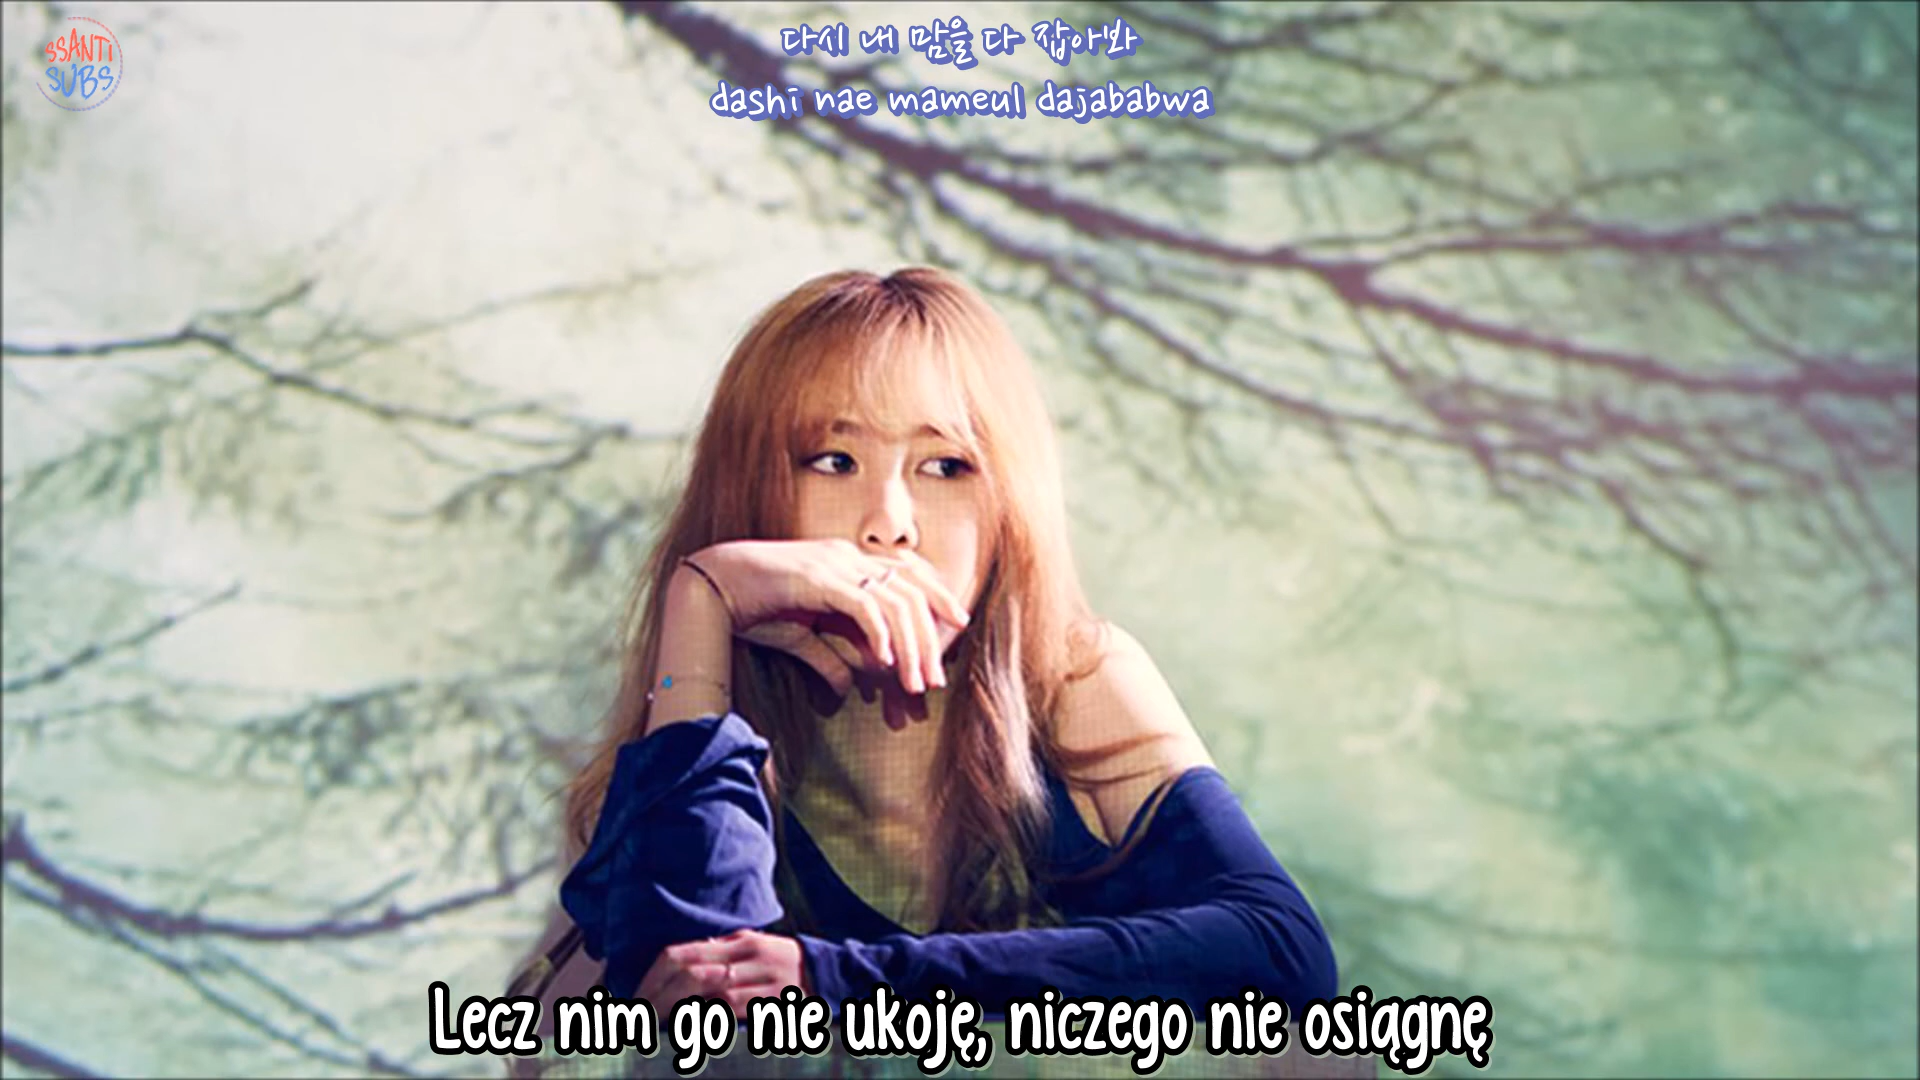 SSANTI
SUBS
다시 내 맘을 다 잡아봐
dashi nae mameul dajababwa
Lecz nim go nie ukoję, niczego nie osiągnę